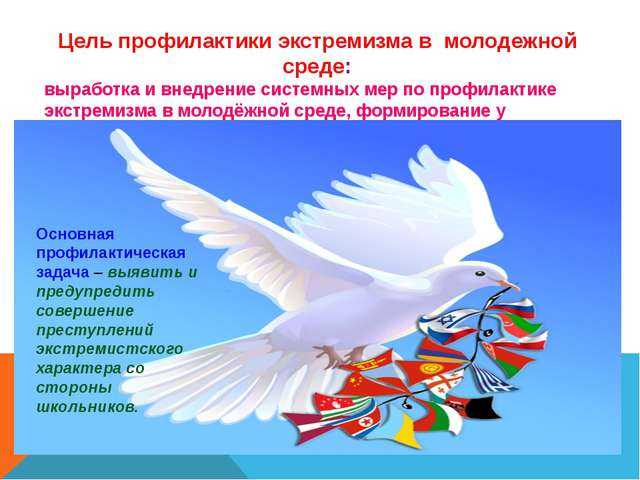 Цель профилактики экстремизма в молодежной
среде:
выработка и внедрение системных мер по профилактике
экстремизма в молодёжной среде, формирование у
Основная
профилактическая
задача – выявить и
предупредить
совершение
преступлений
экстремистского
характера со
стороны
школьников.